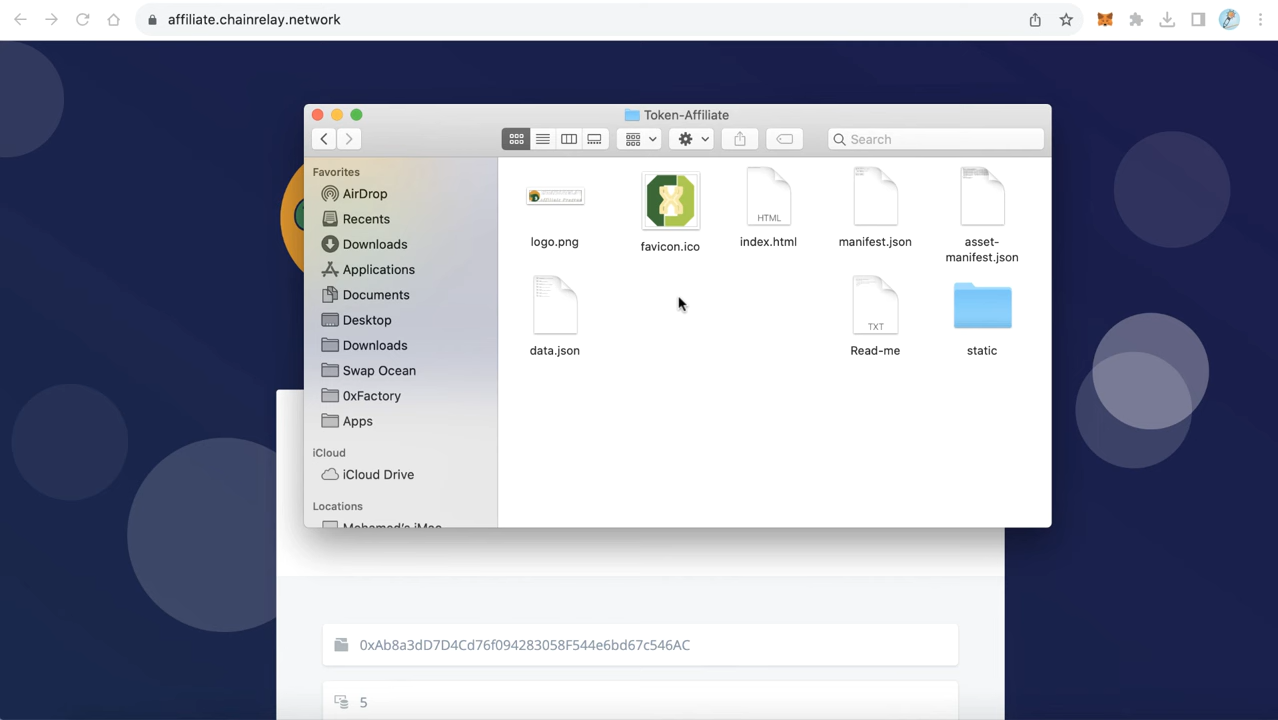 affiliate.chainrelay.network
Token-Affiliate
Search
Favorites
AirDrop
Recents
Downloads
Applications
Documents
Desktop
Downloads
Swap Ocean
0xFactory
Apps
iCloud
iCloud Drive
Locations
Mohamed's iMac
logo.png
favicon.ico
HTML
index.html
manifest.json
asset-
manifest.json
data.json
TXT
Read-me
static
0xAb8a3dD7D4Cd76f094283058F544e6bd67c546AC
5